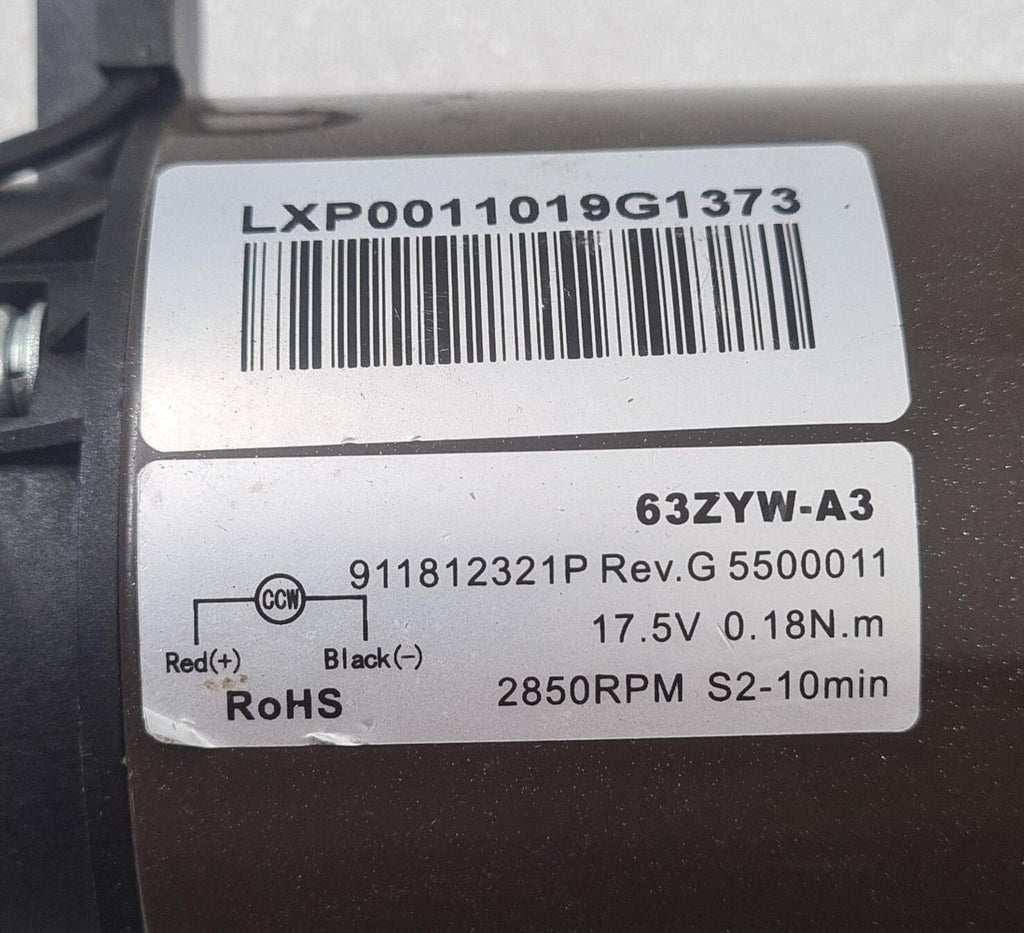 LXP0011019G1373
63ZYW-A3
911812321P Rev.G 5500011
CCW
17.5V 0.18N.m
Red(+) Black(-)
2850RPM S2-10min
RoHS